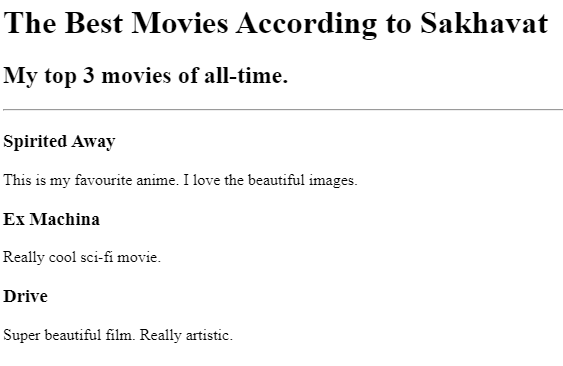 The Best Movies According to Sakhavat
My top 3 movies of all-time.
Spirited Away
This is my favourite anime. I love the beautiful images.
Ex Machina
Really cool sci-fi movie.
Drive
Super beautiful film. Really artistic.